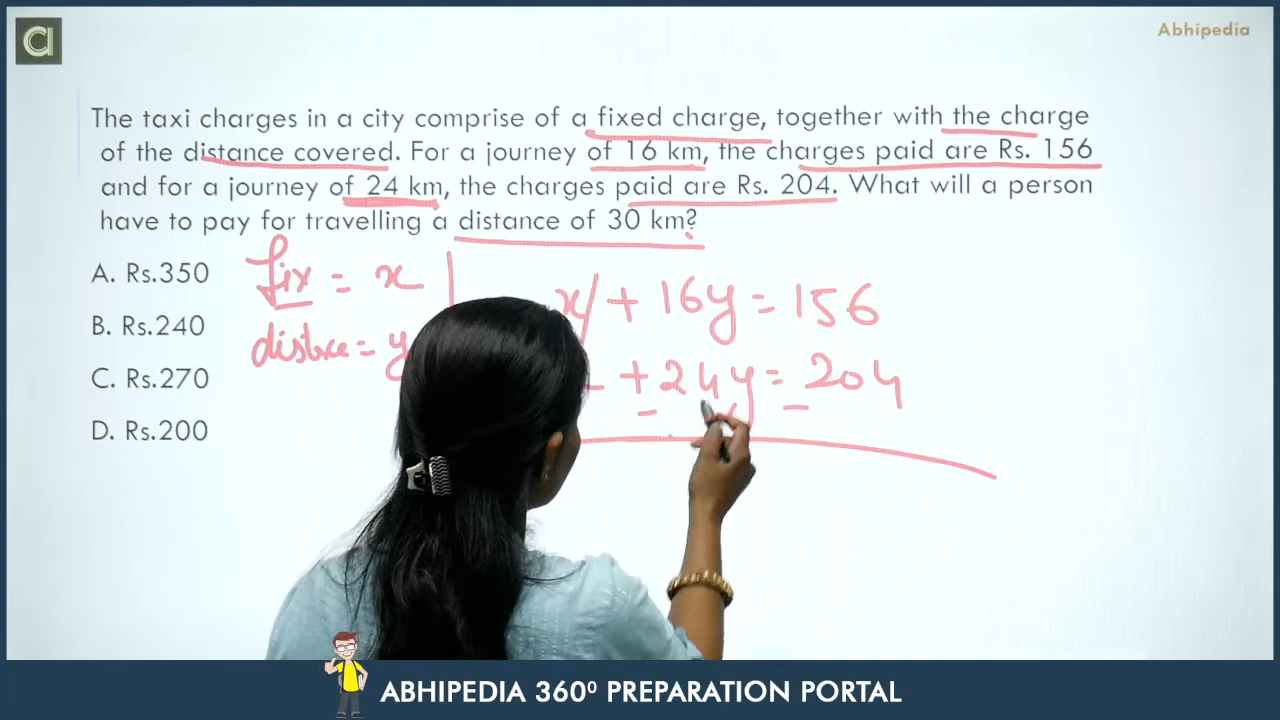 Abhipedia
The taxi charges in a city comprise of a fixed charge, together with the charge
of the distance covered. For a journey of 16 km, the charges paid are Rs. 156
and for a journey of 24 km, the charges paid are Rs. 204. What will a person
have to pay for travelling a distance of 30 km?
A. Rs.350
B. Rs.240
C. Rs.270
D. Rs.200
fix = x
distnce = y
x + 16y = 156
+ 24y = 204
ABHIPEDIA 360⁰ PREPARATION PORTAL